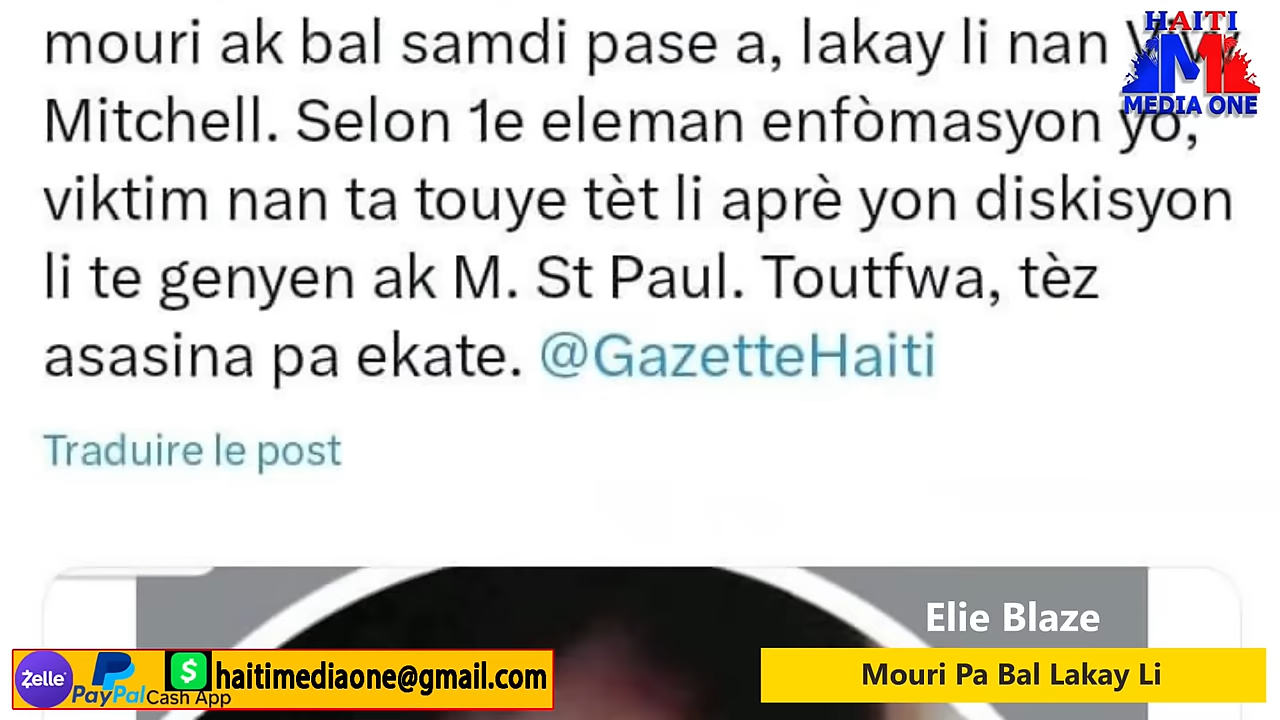 mouri ak bal samdi pase a, lakay li nan
HAITI
M
MEDIA ONE
Mitchell. Selon 1e eleman enfòmasyon yo,
viktim nan ta touye tèt li aprè yon diskisyon
li te genyen ak M. St Paul. Toutfwa, tèz
asasina pa ekate. @GazetteHaiti
Traduire le post
Elie Blaze
Zelle
PayPal
$
Cash App
haitimediaone@gmail.com
Mouri Pa Bal Lakay Li